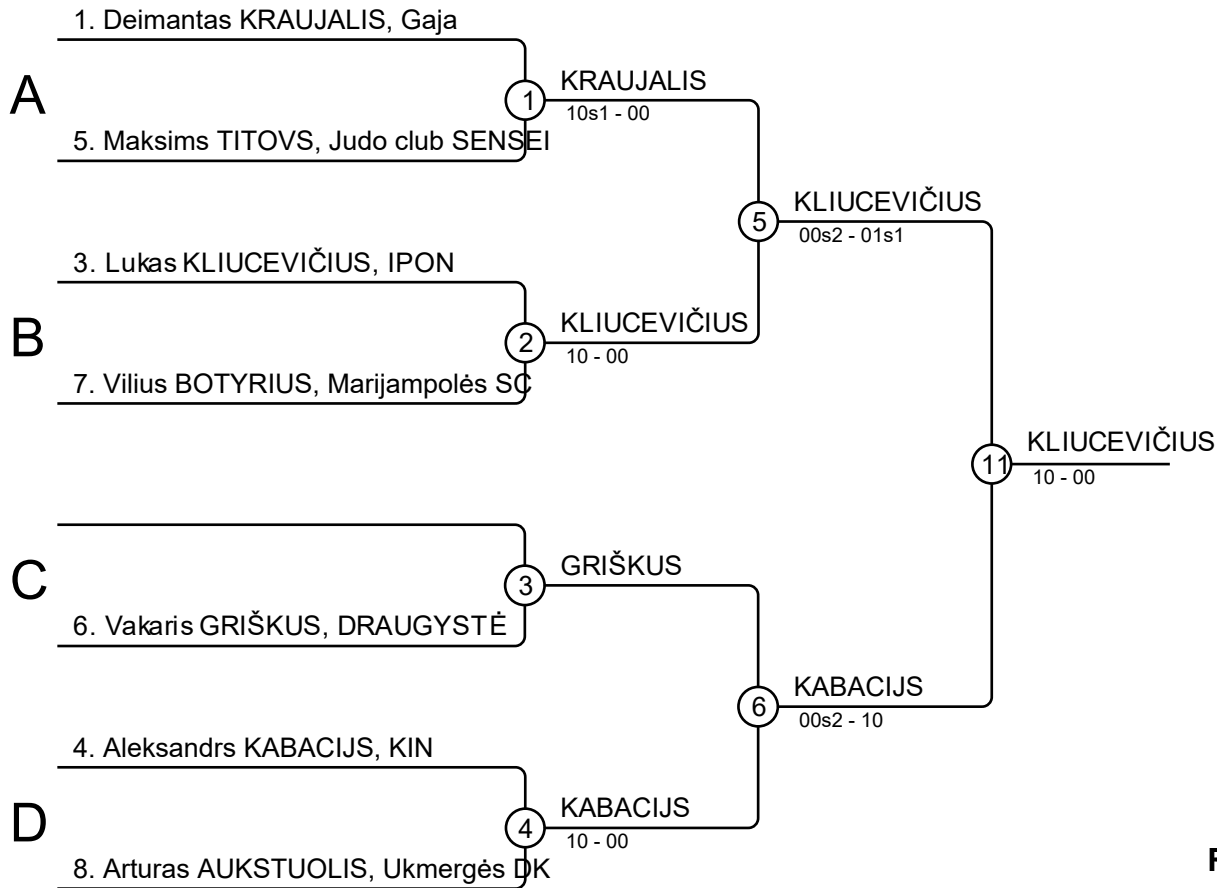 1. Deimantas KRAUJALIS, Gaja
A
1
KRAUJALIS
10s1 - 00
5. Maksims TITOVS, Judo club SENSEI
5
KLIUCEVIČIUS
00s2 - 01s1
3. Lukas KLIUCEVIČIUS, IPON
B
2
KLIUCEVIČIUS
10 - 00
7. Vilius BOTYRIUS, Marijampolės SC
11
KLIUCEVIČIUS
10 - 00
C
3
GRIŠKUS
6. Vakaris GRIŠKUS, DRAUGYSTĖ
6
KABACIJS
00s2 - 10
4. Aleksandrs KABACIJS, KIN
D
4
KABACIJS
10 - 00
8. Arturas AUKSTUOLIS, Ukmergės DK